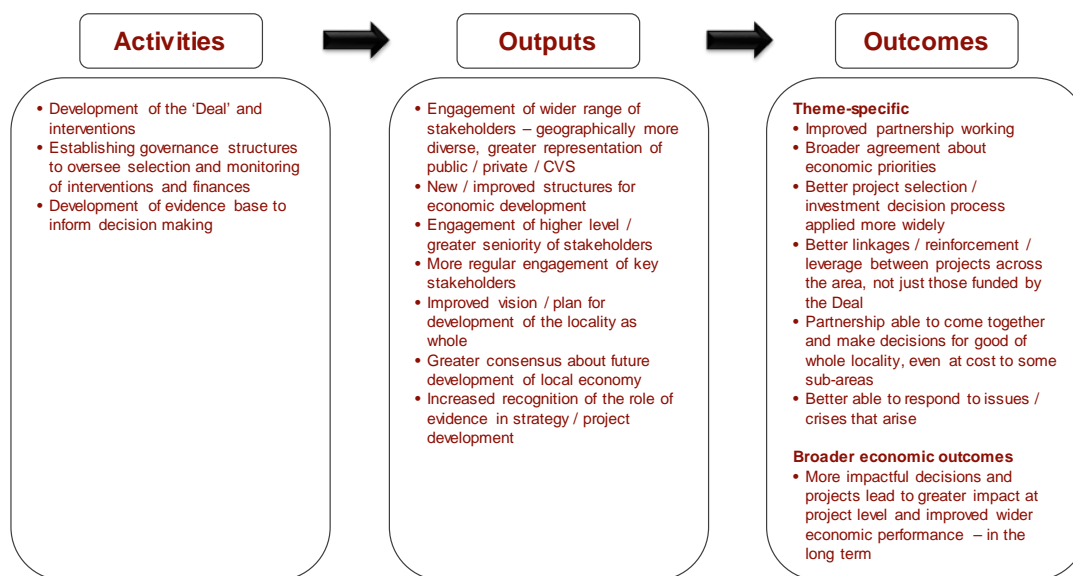 Activities
• Development of the ‘Deal’ and
interventions
• Establishing governance structures
to oversee selection and monitoring
of interventions and finances
• Development of evidence base to
inform decision making
Outputs
• Engagement of wider range of
stakeholders – geographically more
diverse, greater representation of
public / private / CVS
• New / improved structures for
economic development
• Engagement of higher level /
greater seniority of stakeholders
• More regular engagement of key
stakeholders
• Improved vision / plan for
development of the locality as
whole
• Greater consensus about future
development of local economy
• Increased recognition of the role of
evidence in strategy / project
development
Outcomes
Theme-specific
• Improved partnership working
• Broader agreement about
economic priorities
• Better project selection /
investment decision process
applied more widely
• Better linkages / reinforcement /
leverage between projects across
the area, not just those funded by
the Deal
• Partnership able to come together
and make decisions for good of
whole locality, even at cost to some
sub-areas
• Better able to respond to issues /
crises that arise
Broader economic outcomes
• More impactful decisions and
projects lead to greater impact at
project level and improved wider
economic performance – in the
long term